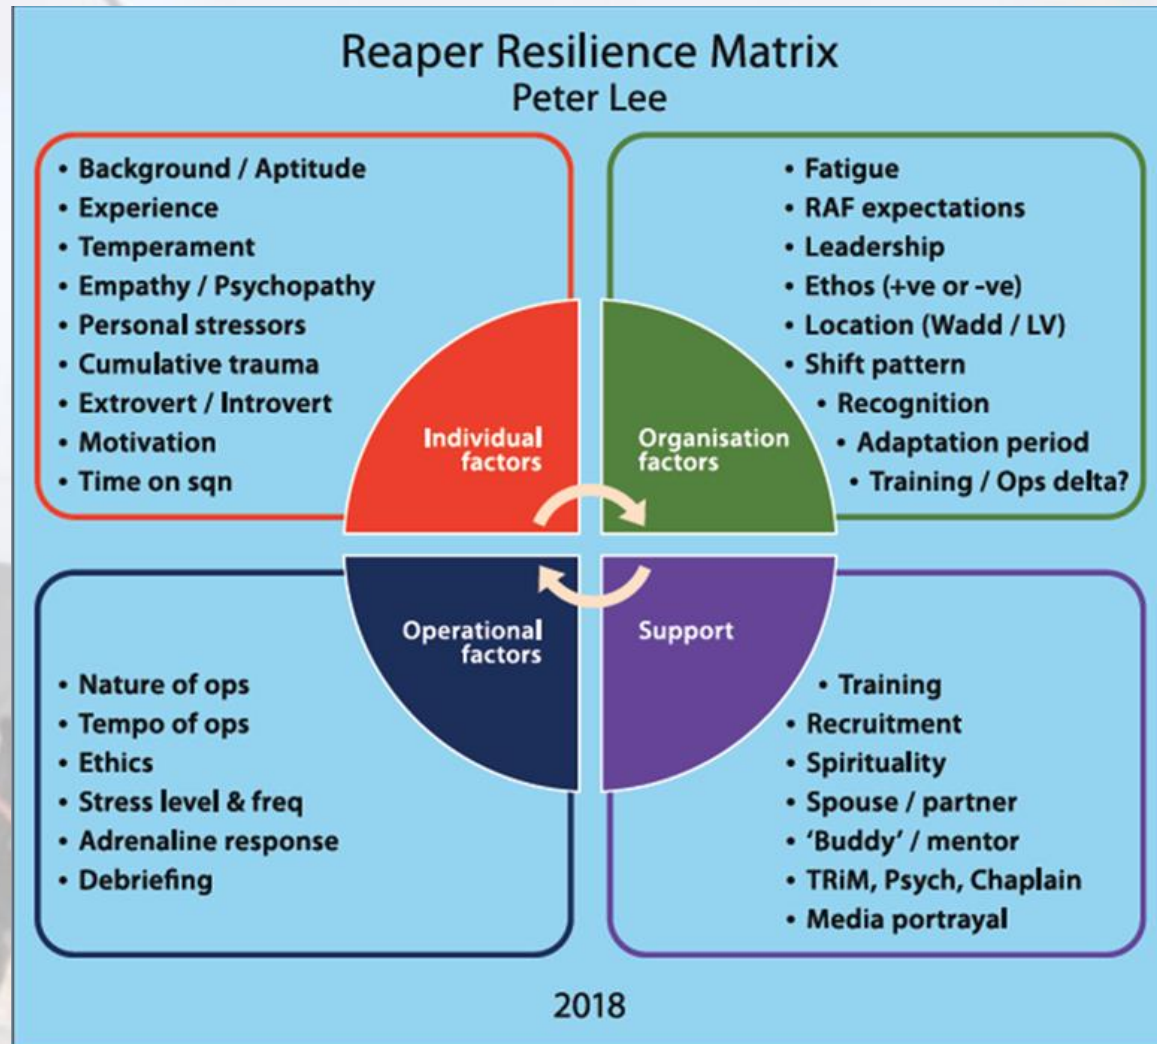 Reaper Resilience Matrix
Peter Lee
• Background / Aptitude
• Experience
• Temperament
• Empathy / Psychopathy
• Personal stressors
• Cumulative trauma
• Extrovert / Introvert
• Motivation
• Time on sqn
Individual
factors
• Fatigue
• RAF expectations
• Leadership
• Ethos (+ve or -ve)
• Location (Wadd / LV)
• Shift pattern
• Recognition
• Adaptation period
• Training / Ops delta?
Organisation
factors
Operational
factors
• Nature of ops
• Tempo of ops
• Ethics
• Stress level & freq
• Adrenaline response
• Debriefing
Support
• Training
• Recruitment
• Spirituality
• Spouse / partner
• ‘Buddy’ / mentor
• TRiM, Psych, Chaplain
• Media portrayal
2018